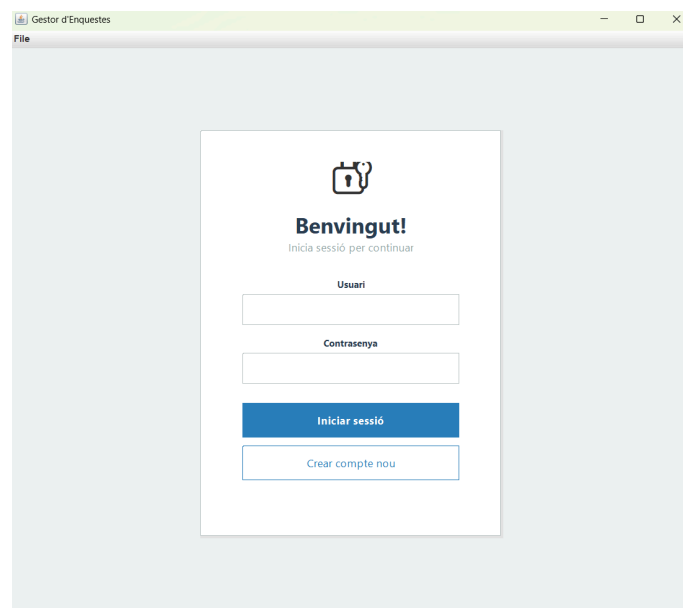 Gestor d'Enquestes
File
Benvingut!
Inicia sessió per continuar
Usuari
Contrasenya
Iniciar sessió
Crear compte nou